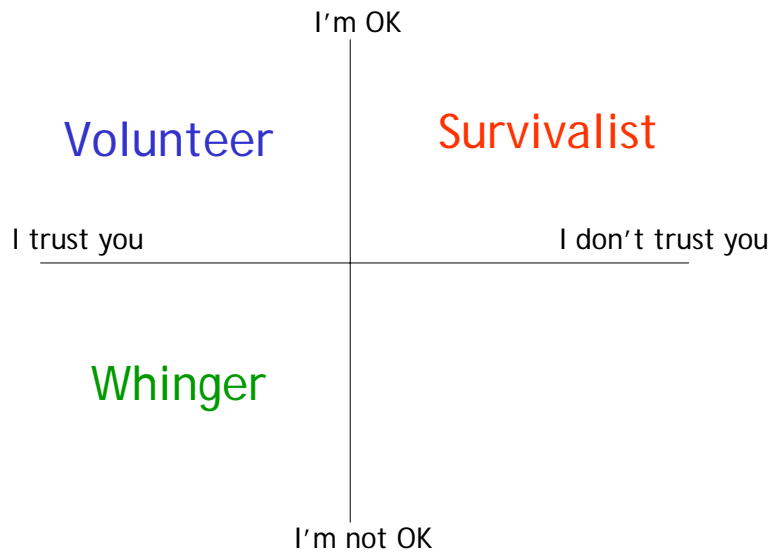 I'm OK
Volunteer
Survivalist
I trust you
I don't trust you
Whinger
I'm not OK